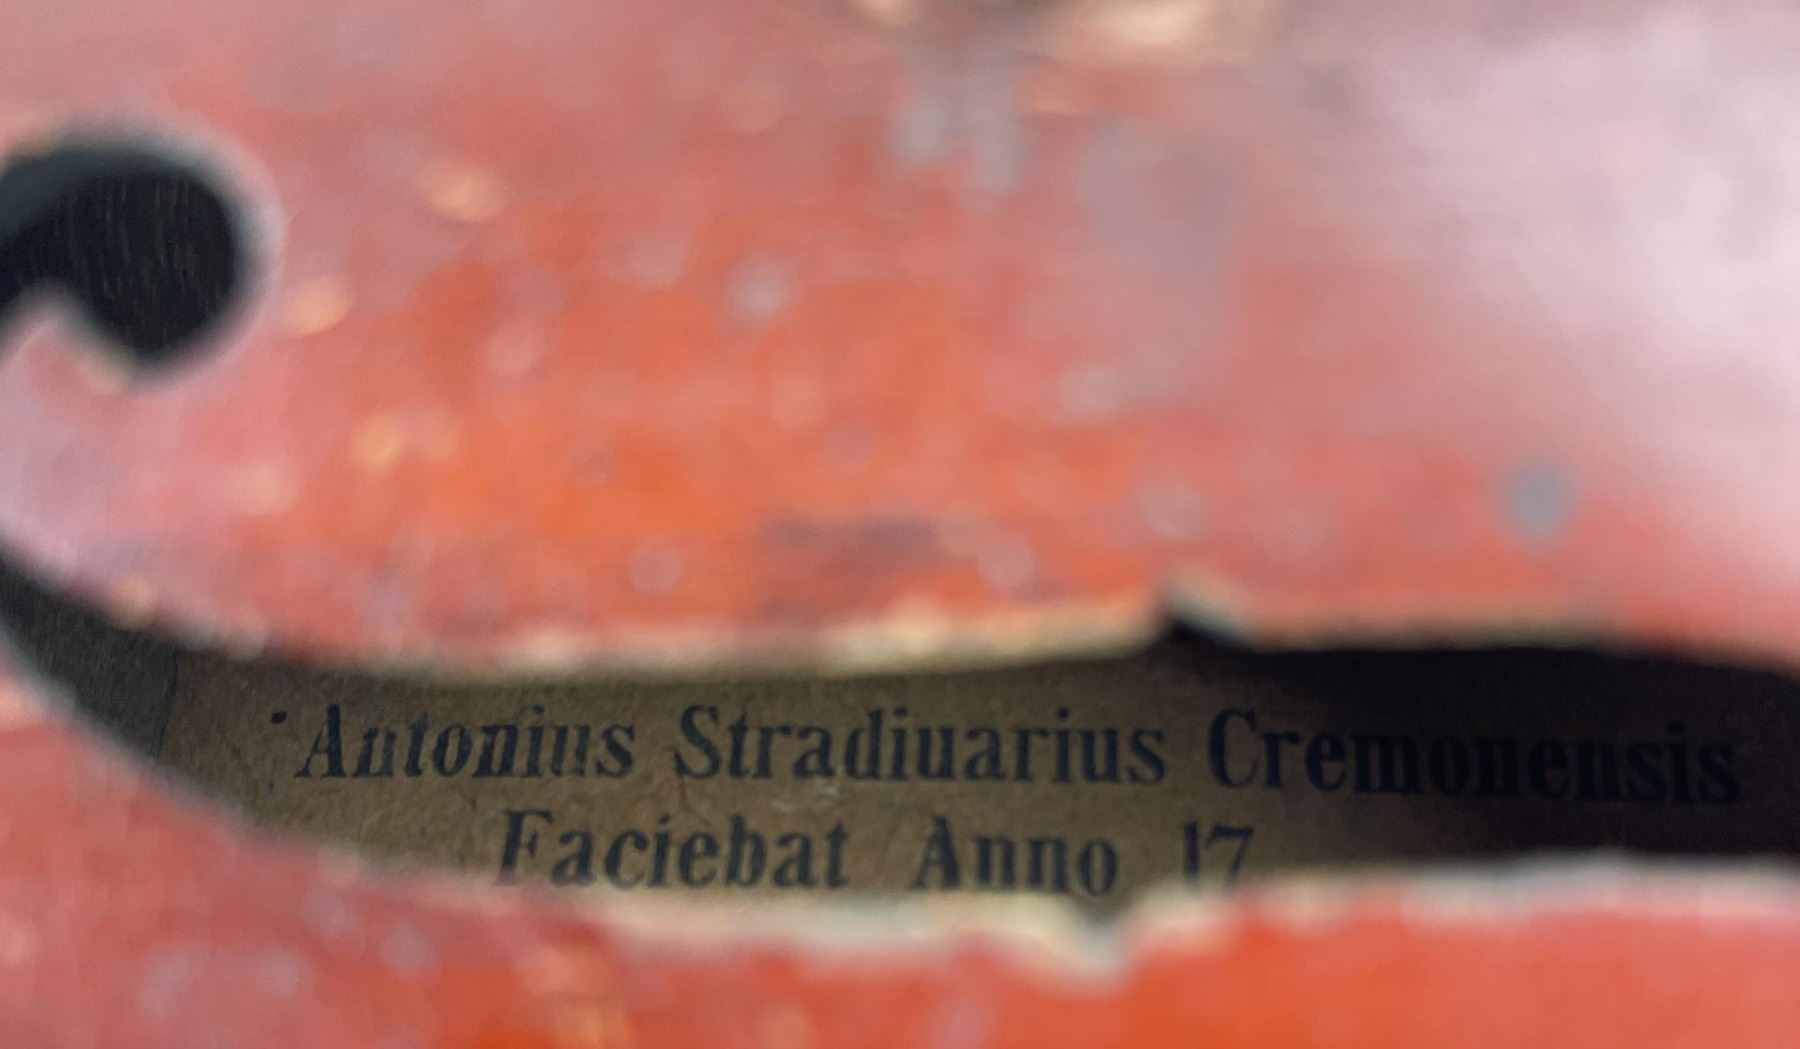 Antonius Stradiuarius Cremonensis
Faciebat Anno 17